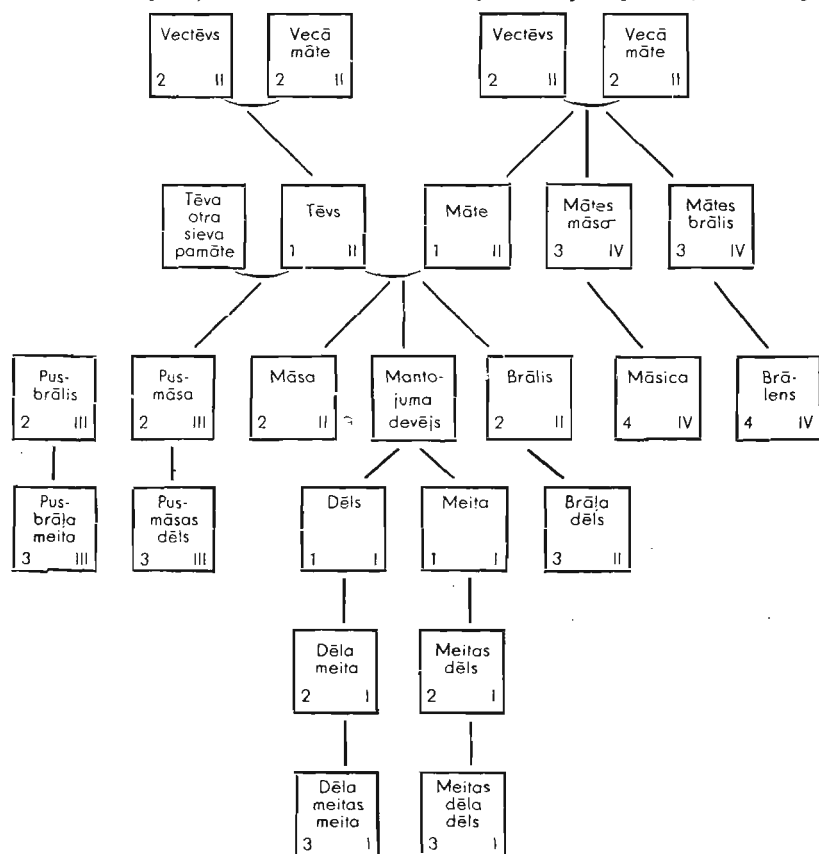 Vectēvs
2 II
Vecā
māte
2 II
Vectēvs
2 II
Vecā
māte
2 II
Tēva
otra
sieva
pamāte
Tēvs
1 II
Māte
1 II
Mātes
māsa
3 IV
Mātes
brālis
3 IV
Pus-
brālis
2 III
Pus-
māsa
2 III
Māsa
2 II
Manto-
juma
devējs
Brālis
2 II
Māsica
4 IV
Brā-
lens
4 IV
Pus-
brāļa
meita
3 III
Pus-
māsas
dēls
3 III
Dēls
1 I
Meita
1 I
Brāļa
dēls
3 II
Dēla
meita
2 I
Meitas
dēls
2 I
Dēla
meitas
meita
3 I
Meitas
dēla
dēls
3 I